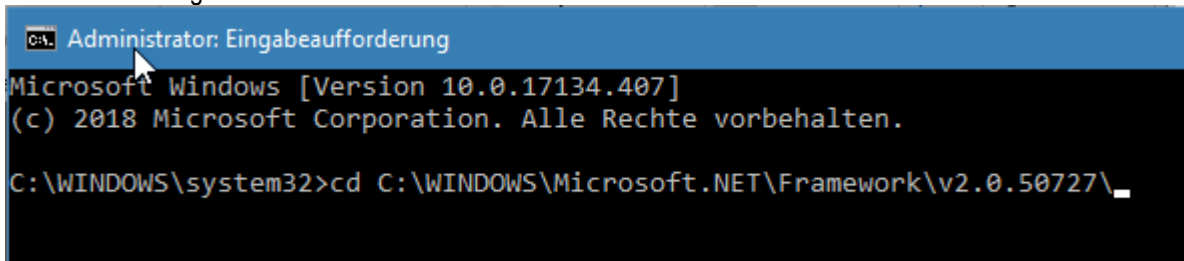 Administrator: Eingabeaufforderung
Microsoft Windows [Version 10.0.17134.407]
(c) 2018 Microsoft Corporation. Alle Rechte vorbehalten.
C:\WINDOWS\system32>cd C:\WINDOWS\Microsoft.NET\Framework\v2.0.50727\